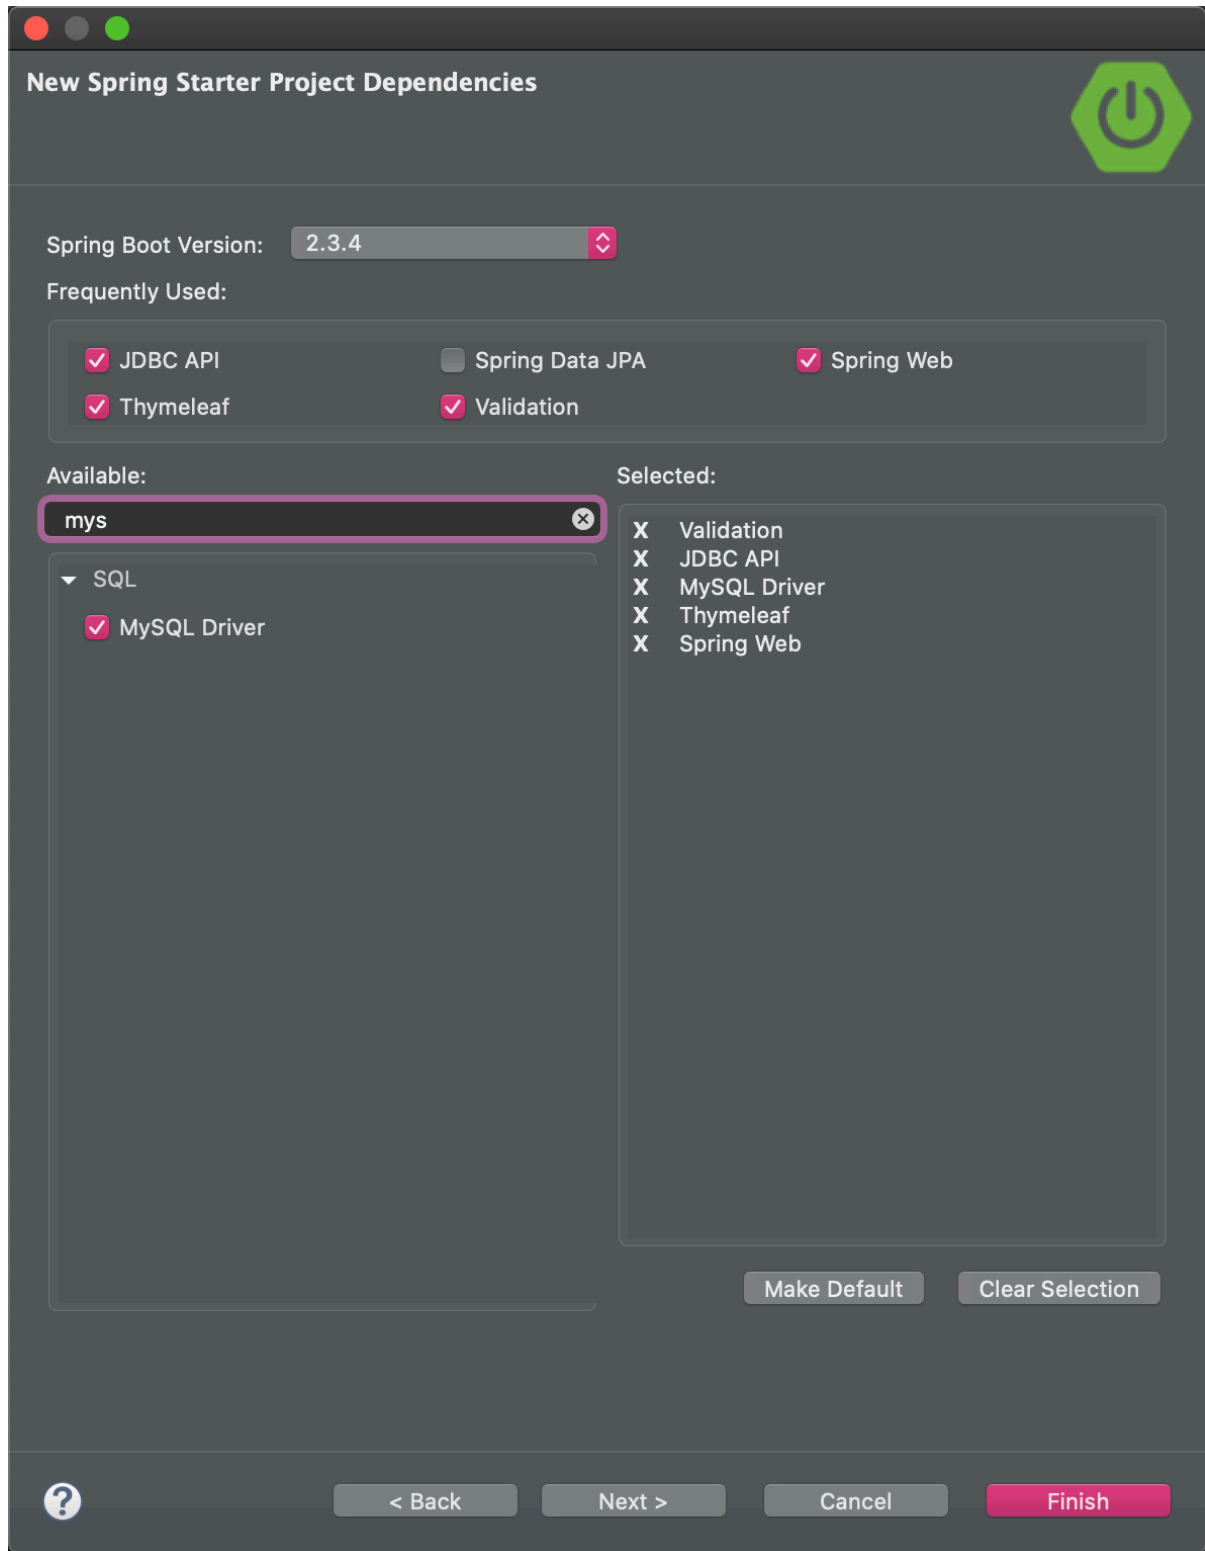 New Spring Starter Project Dependencies
Spring Boot Version: 2.3.4
Frequently Used:
JDBC API Spring Data JPA Spring Web
Thymeleaf Validation
Available:
mys
SQL
MySQL Driver
Selected:
X Validation
X JDBC API
X MySQL Driver
X Thymeleaf
X Spring Web
Make Default Clear Selection
? < Back Next > Cancel Finish